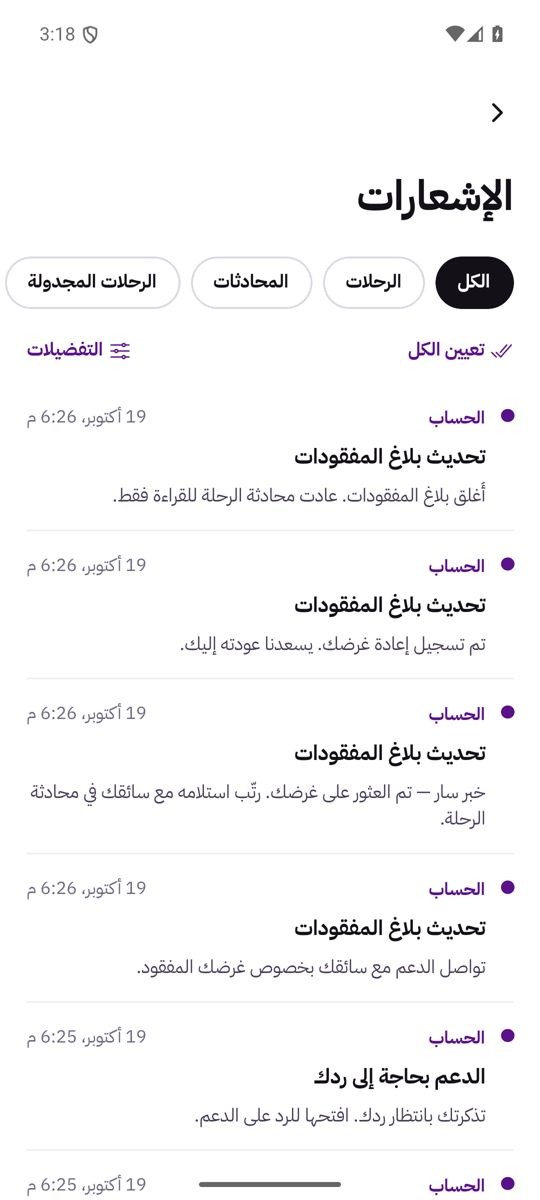 3:18
الإشعارات
الكل
الرحلات
المحادثات
الرحلات المجدولة
تعيين الكل
التفضيلات
الحساب
19 أكتوبر، 6:26 م
تحديث بلاغ المفقودات
أُغلق بلاغ المفقودات. عادت محادثة الرحلة للقراءة فقط.
الحساب
19 أكتوبر، 6:26 م
تحديث بلاغ المفقودات
تم تسجيل إعادة غرضك. يسعدنا عودته إليك.
الحساب
19 أكتوبر، 6:26 م
تحديث بلاغ المفقودات
خبر سار — تم العثور على غرضك. رتّب استلامه مع سائقك في محادثة
الرحلة.
الحساب
19 أكتوبر، 6:26 م
تحديث بلاغ المفقودات
تواصل الدعم مع سائقك بخصوص غرضك المفقود.
الحساب
19 أكتوبر، 6:25 م
الدعم بحاجة إلى ردك
تذكرتك بانتظار ردك. افتحها للرد على الدعم.
الحساب
19 أكتوبر، 6:25 م